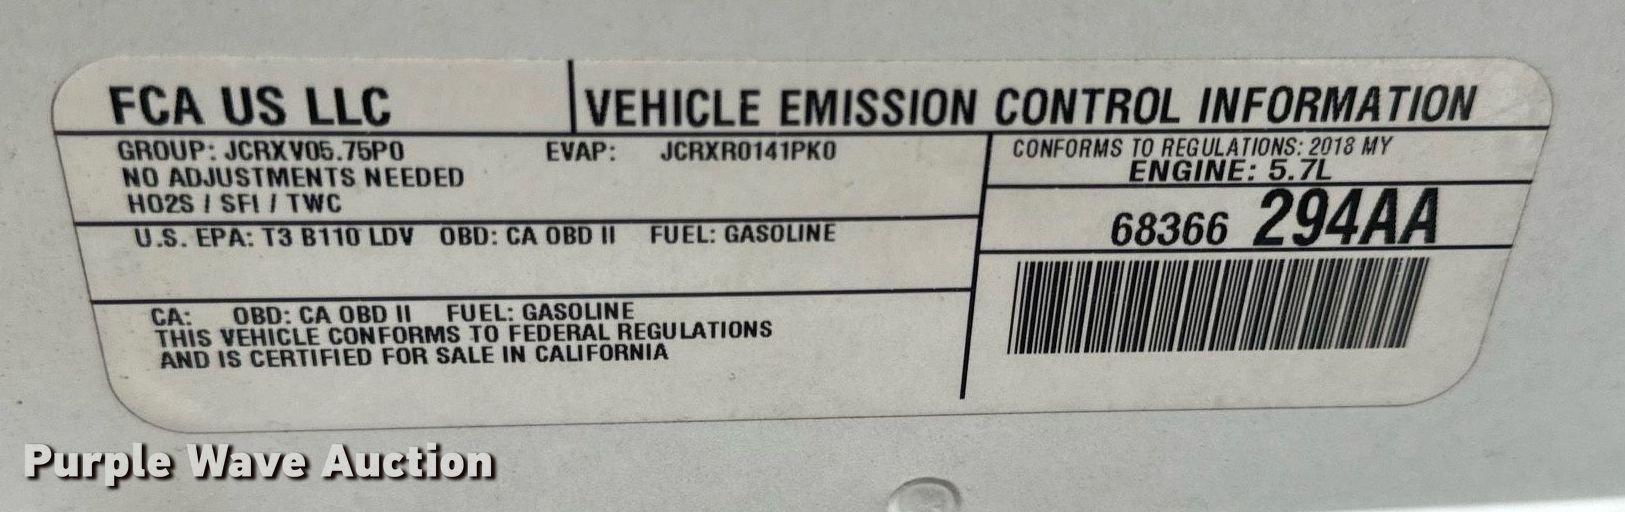 FCA US LLC
VEHICLE EMISSION CONTROL INFORMATION
GROUP: JCRXV05.75P0 EVAP: JCRXR0141PK0
NO ADJUSTMENTS NEEDED
HO2S / SFI / TWC
U.S. EPA: T3 B110 LDV OBD: CA OBD II FUEL: GASOLINE
CA: OBD: CA OBD II FUEL: GASOLINE
THIS VEHICLE CONFORMS TO FEDERAL REGULATIONS
AND IS CERTIFIED FOR SALE IN CALIFORNIA
CONFORMS TO REGULATIONS: 2018 MY
ENGINE: 5.7L
68366 294AA
Purple Wave Auction